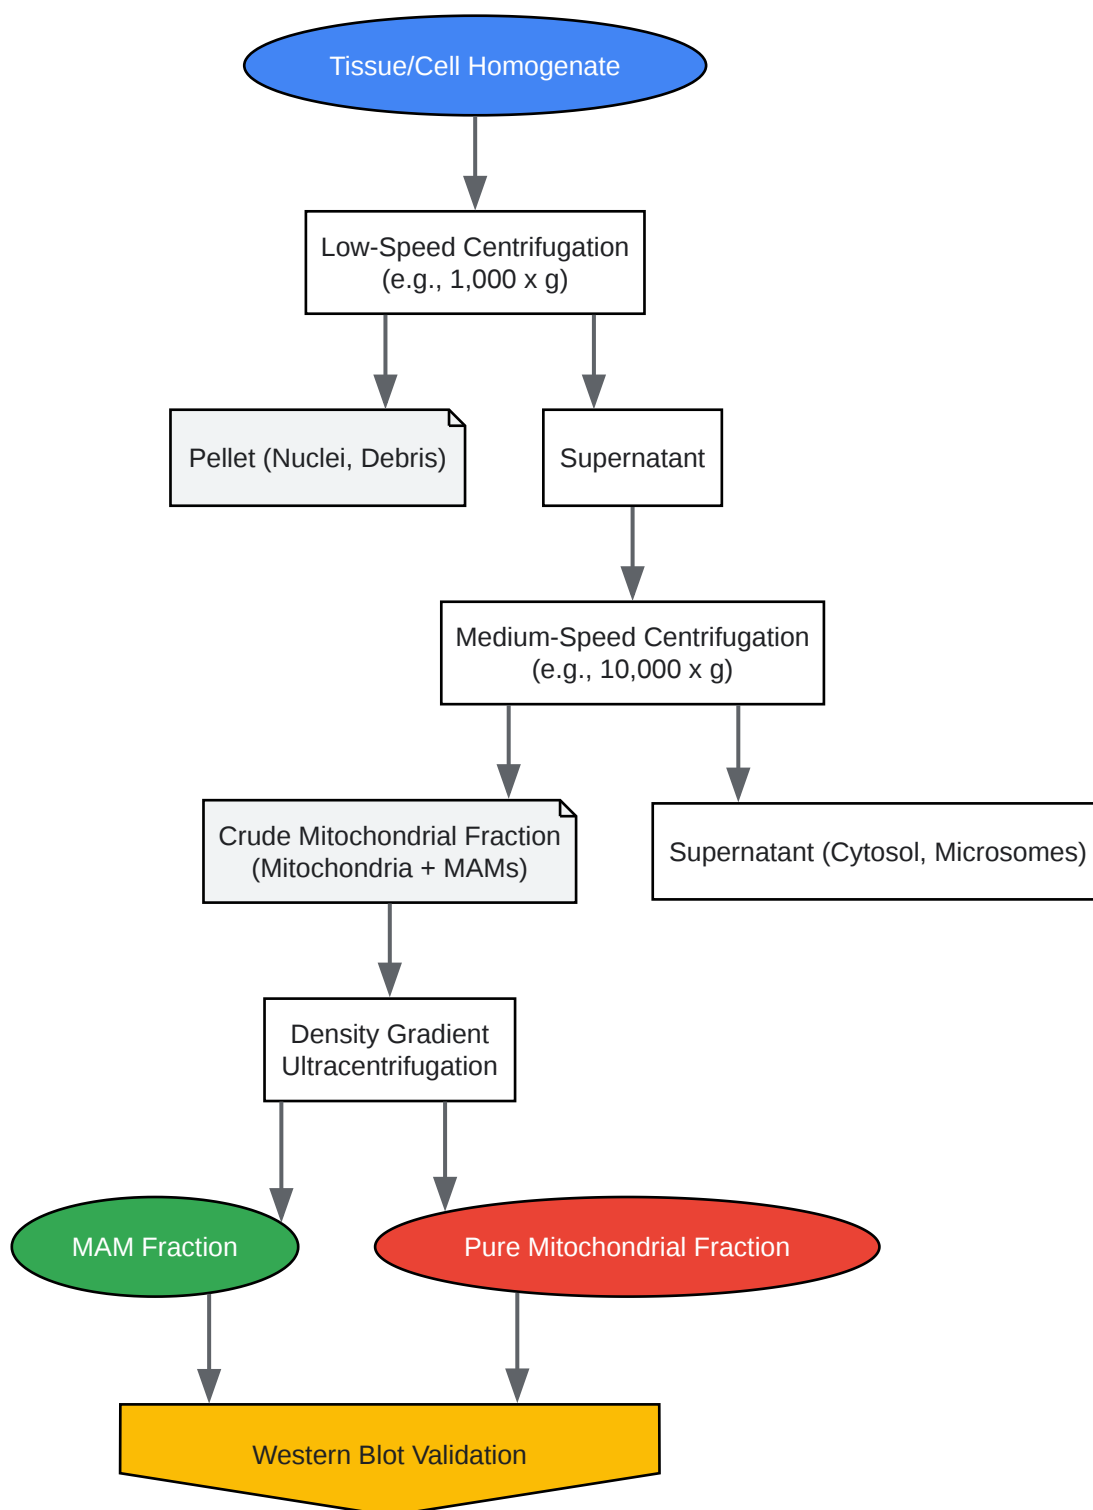 Tissue/Cell Homogenate
Low-Speed Centrifugation
(e.g., 1,000 x g)
Pellet (Nuclei, Debris)
Supernatant
Medium-Speed Centrifugation
(e.g., 10,000 x g)
Crude Mitochondrial Fraction
(Mitochondria + MAMs)
Supernatant (Cytosol, Microsomes)
Density Gradient
Ultracentrifugation
MAM Fraction
Pure Mitochondrial Fraction
Western Blot Validation